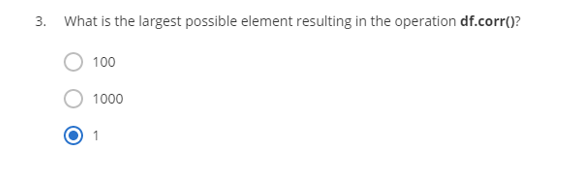 3. What is the largest possible element resulting in the operation df.corr()?
100
1000
1